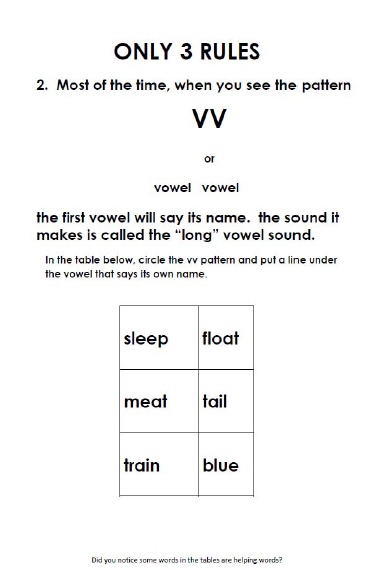 ONLY 3 RULES
2. Most of the time, when you see the pattern
VV
or
vowel vowel
the first vowel will say its name. the sound it
makes is called the “long” vowel sound.
In the table below, circle the vv pattern and put a line under
the vowel that says its own name.
sleep float
meat tail
train blue
Did you notice some words in the tables are helping words?